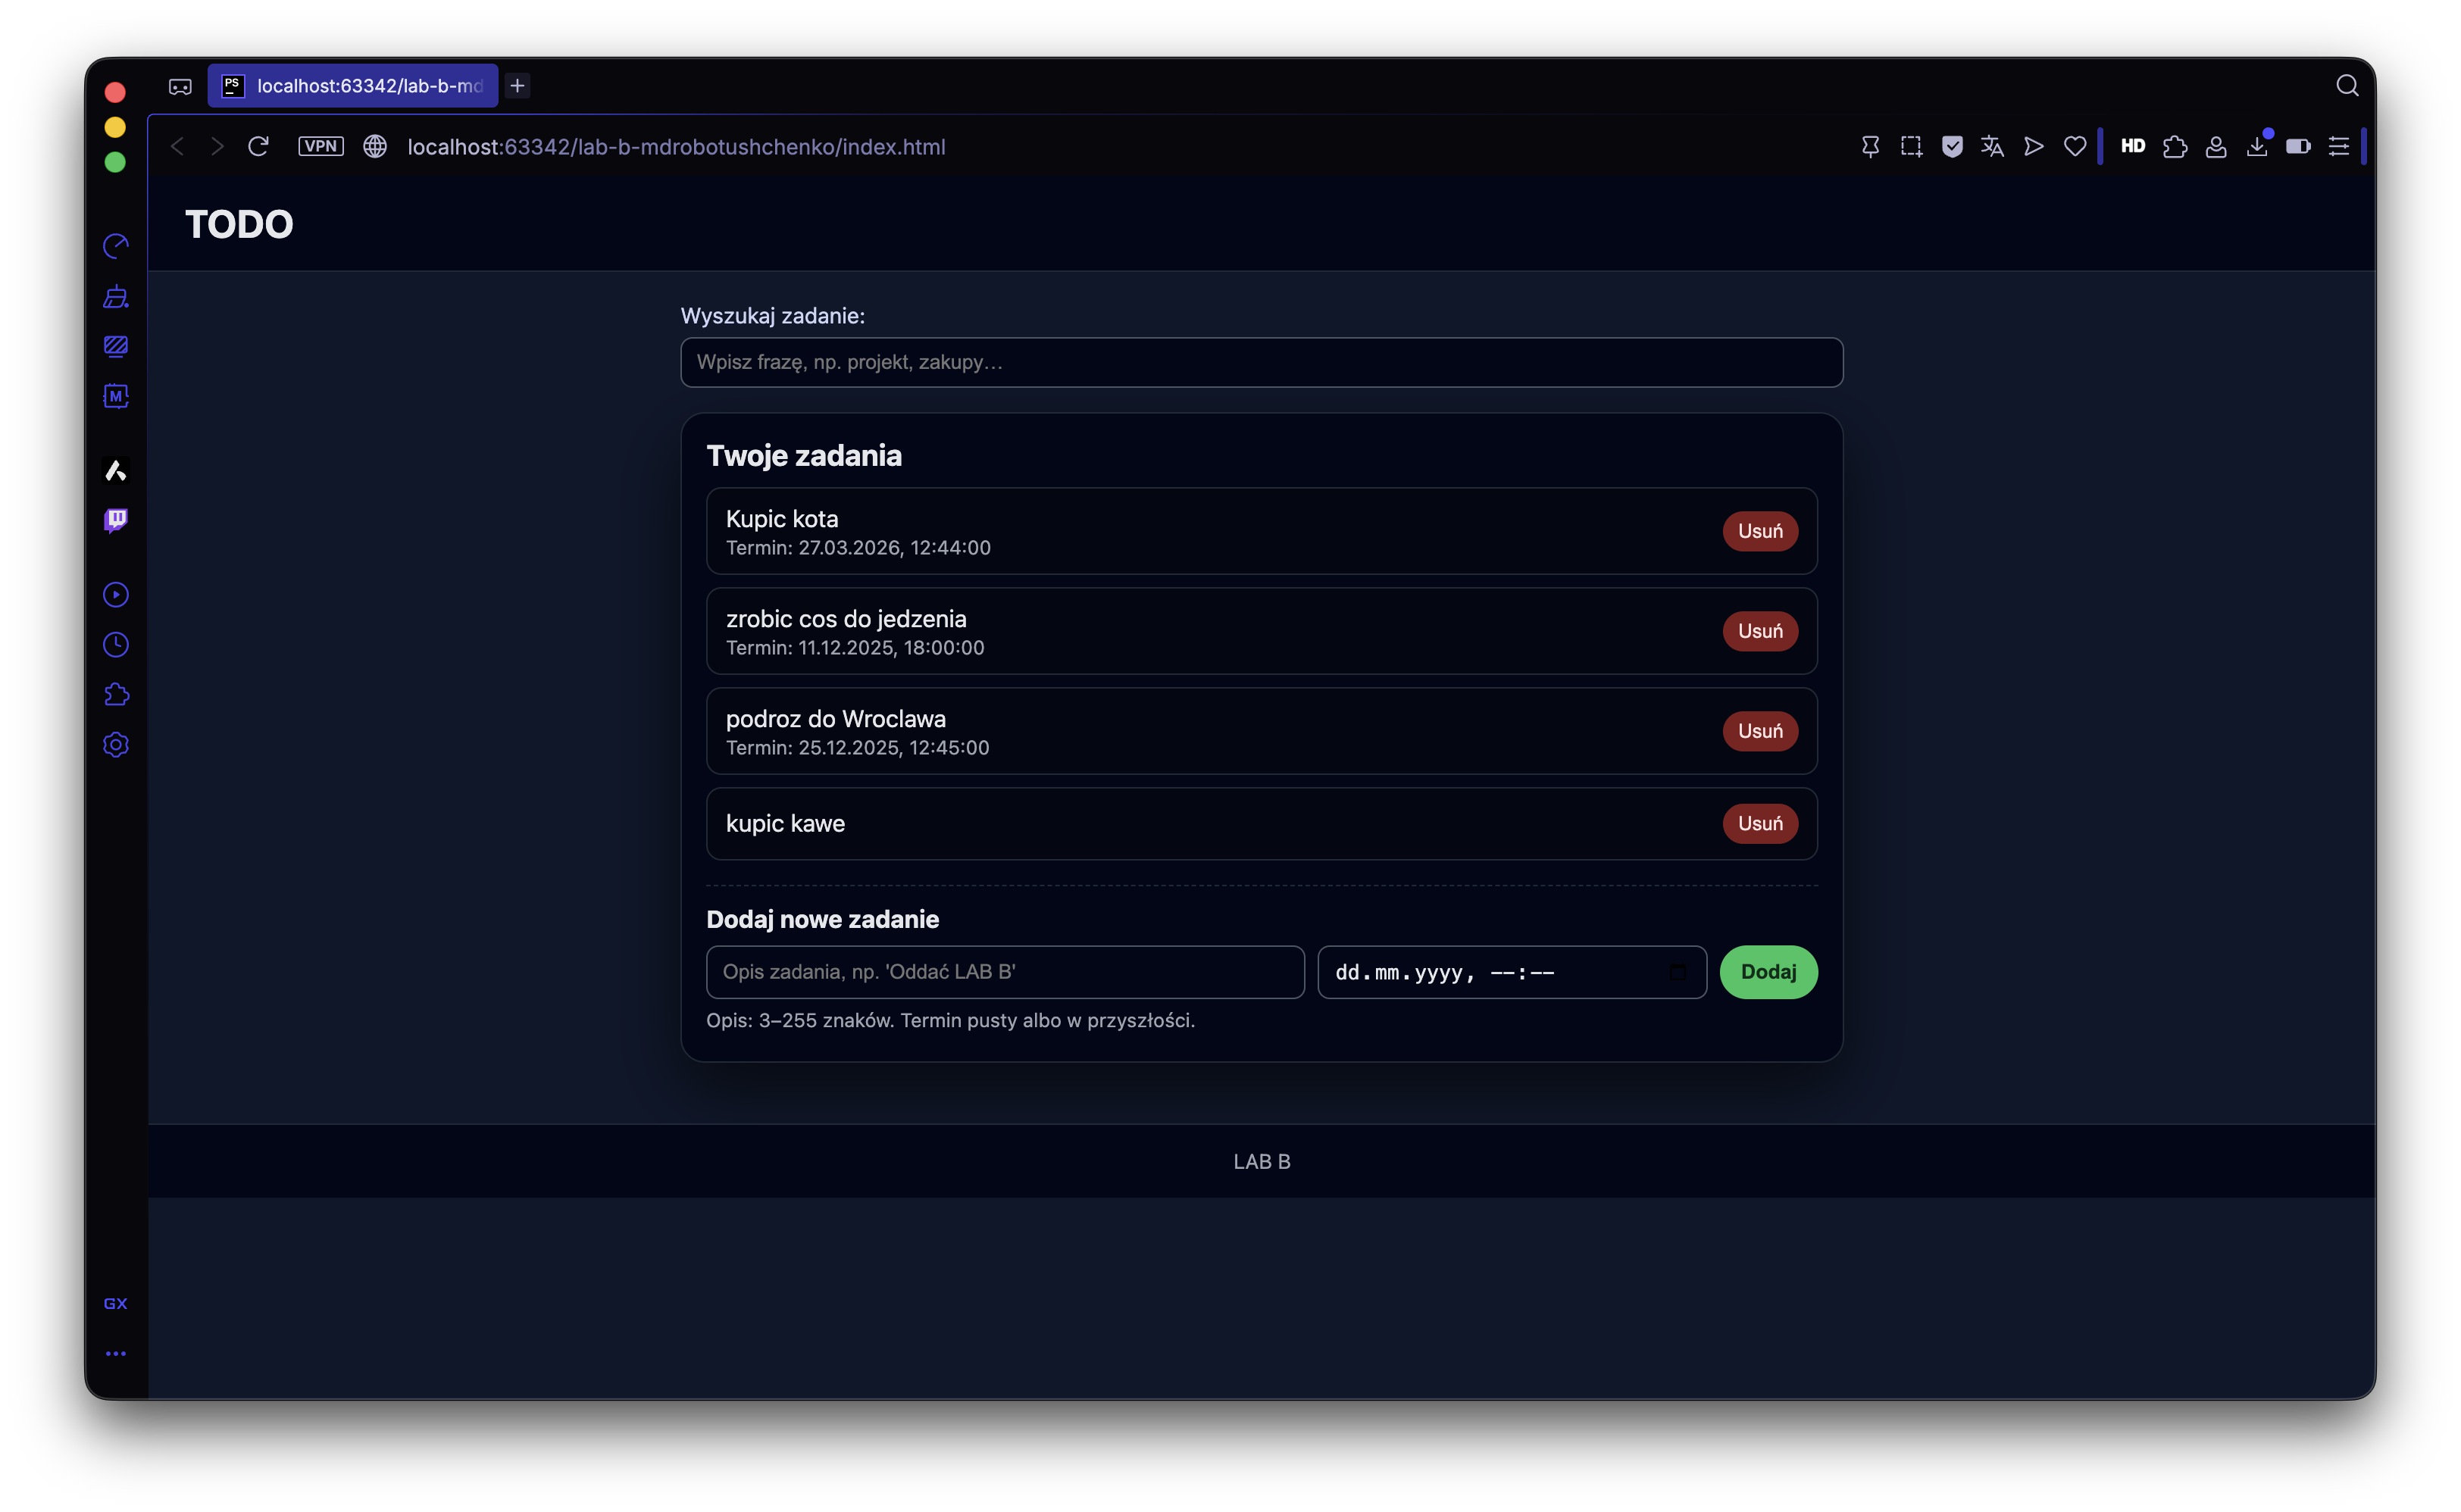 PS
localhost:63342/lab-b-md
VPN
localhost:63342/lab-b-mdrobotushchenko/index.html
HD
M
TODO
Wyszukaj zadanie:
Wpisz frazę, np. projekt, zakupy…
Twoje zadania
Kupic kota
Termin: 27.03.2026, 12:44:00
Usuń
zrobic cos do jedzenia
Termin: 11.12.2025, 18:00:00
Usuń
podroz do Wroclawa
Termin: 25.12.2025, 12:45:00
Usuń
kupic kawe
Usuń
Dodaj nowe zadanie
Opis zadania, np. 'Oddać LAB B'
dd.mm.yyyy, --:--
Dodaj
Opis: 3–255 znaków. Termin pusty albo w przyszłości.
LAB B
GX